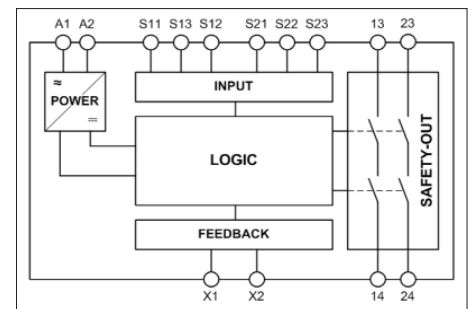 A1 A2 S11 S13 S12 S21 S22 S23 13 23
≈
POWER
INPUT
LOGIC
SAFETY-OUT
FEEDBACK
X1 X2 14 24